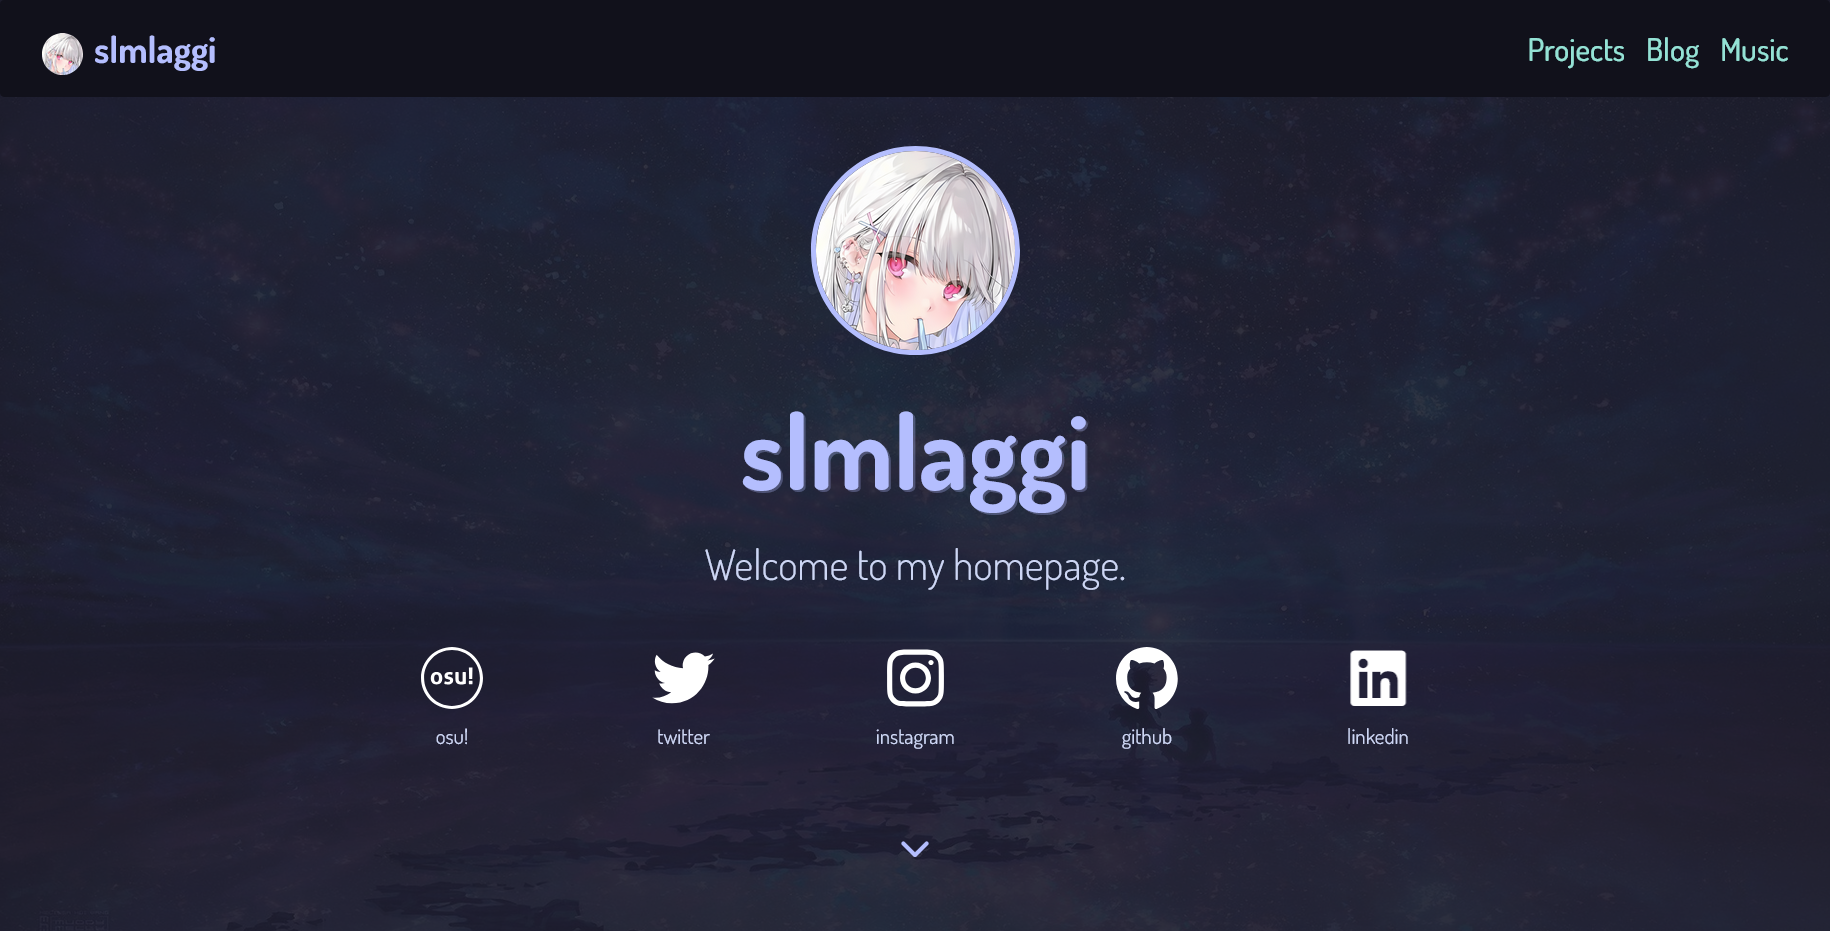 slmlaggi
Projects Blog Music
slmlaggi
Welcome to my homepage.
osu!
in
osu! twitter instagram github linkedin